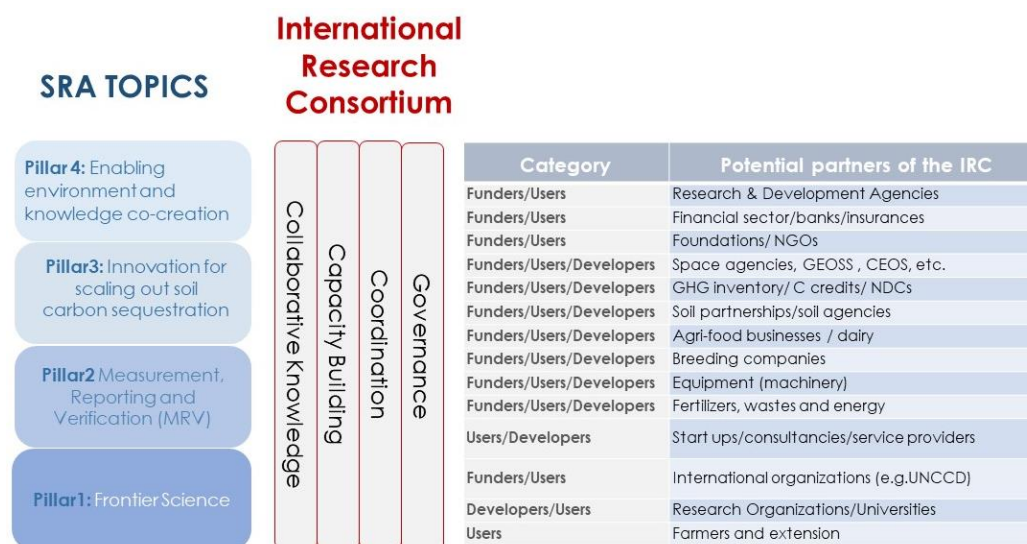 SRA TOPICS
International
Research
Consortium
Pillar 4: Enabling
environment and
knowledge co-creation
Pillar3: Innovation for
scaling out soil
carbon sequestration
Pillar2 Measurement,
Reporting and
Verification (MRV)
Pillar1: Frontier Science
Collaborative Knowledge
Capacity Building
Coordination
Governance
Category Potential partners of the IRC
Funders/Users Research & Development Agencies
Funders/Users Financial sector/banks/insurances
Funders/Users Foundations/ NGOs
Funders/Users/Developers Space agencies, GEOSS , CEOS, etc.
Funders/Users/Developers GHG inventory/ C credits/ NDCs
Funders/Users/Developers Soil partnerships/soil agencies
Funders/Users/Developers Agri-food businesses / dairy
Funders/Users/Developers Breeding companies
Funders/Users/Developers Equipment (machinery)
Funders/Users/Developers Fertilizers, wastes and energy
Users/Developers Start ups/consultancies/service providers
Funders/Users International organizations (e.g.UNCCD)
Developers/Users Research Organizations/Universities
Users Farmers and extension